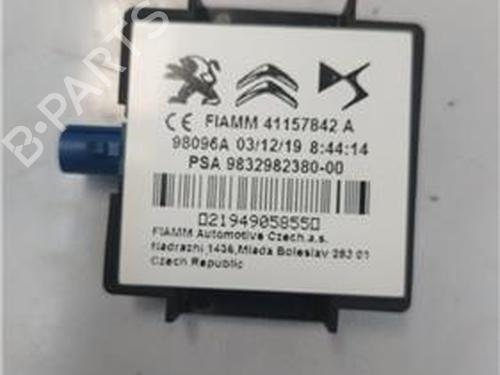 B-PARTS
CE FIAMM 41157842 A
98096A 03/12/19 8:44:14
PSA 9832982380-00
▯2194905855▯
FIAMM Automotive Czech a.s.
Nadrazni ,1436,Mlada Boleslav 293 01
Czech Republic